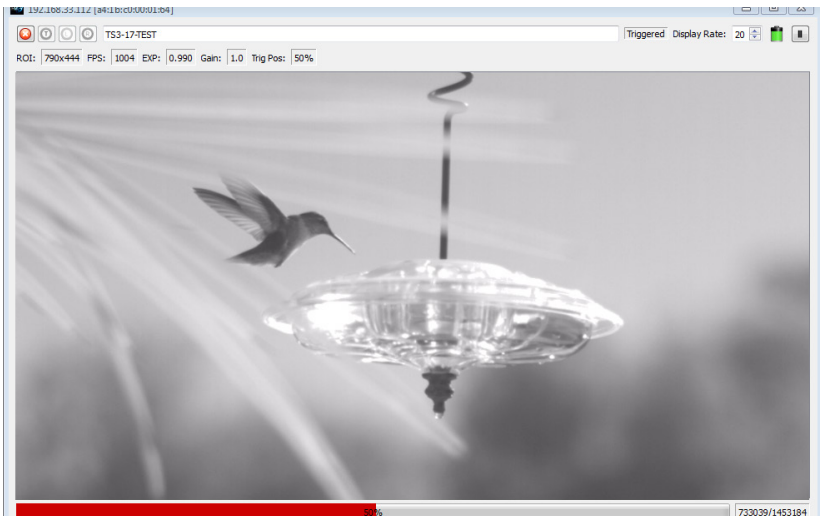 192.168.33.112 [a4:1b:c0:00:01:64]
TS3-17-TEST Triggered Display Rate: 20
ROI: 790x444 FPS: 1004 EXP: 0.990 Gain: 1.0 Trig Pos: 50%
50% 733039/1453184